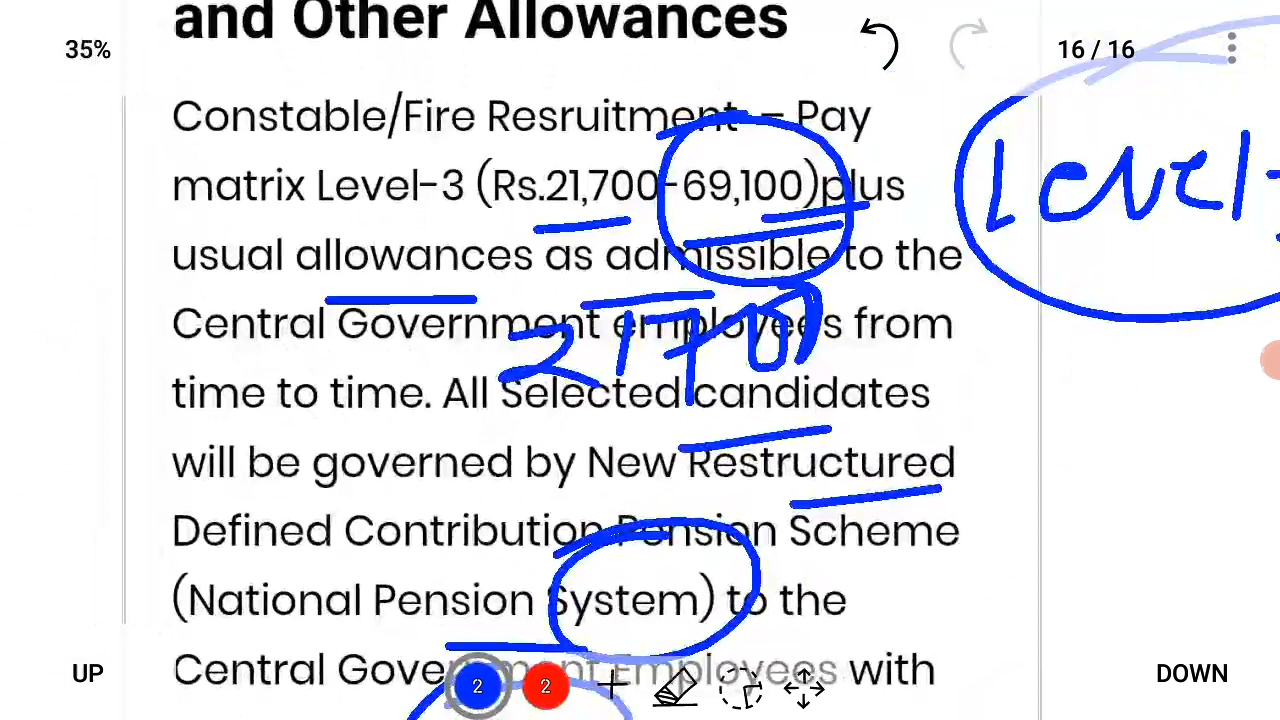 and Other Allowances
35%
16 / 16
Constable/Fire Resruitment – Pay
matrix Level-3 (Rs.21,700-69,100)plus
Level-
usual allowances as admissible to the
Central Government employees from
21700
time to time. All Selected candidates
will be governed by New Restructured
Defined Contribution Pension Scheme
(National Pension System) to the
Central Government Employees with
UP
2
2
DOWN